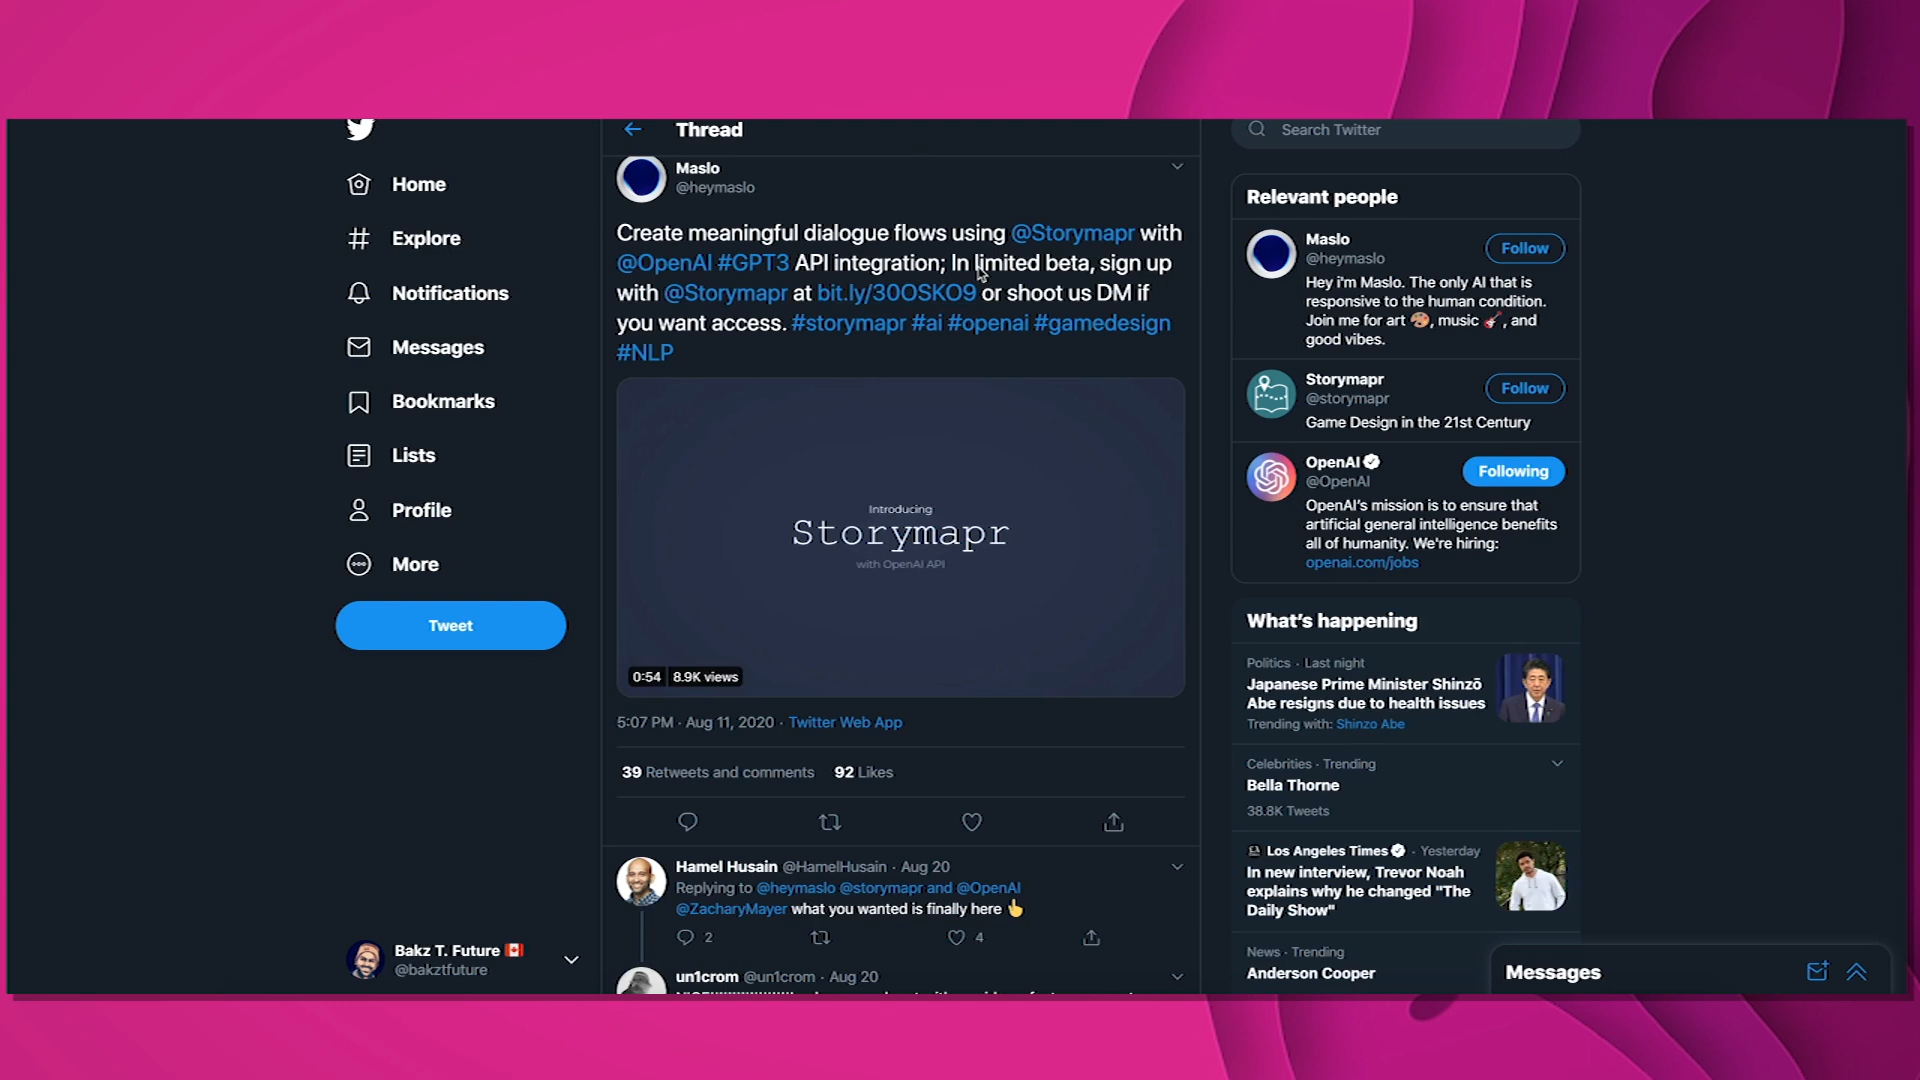 Thread
Search Twitter
Home
Explore
Notifications
Messages
Bookmarks
Lists
Profile
More
Tweet
Bakz T. Future 🇨🇦
@bakztfuture
Maslo
@heymaslo
Create meaningful dialogue flows using @Storymapr with
@OpenAI #GPT3 API integration; In limited beta, sign up
with @Storymapr at bit.ly/30OSKO9 or shoot us DM if
you want access. #storymapr #ai #openai #gamedesign
#NLP
Introducing
Storymapr
with OpenAI API
0:54 8.9K views
5:07 PM · Aug 11, 2020 · Twitter Web App
39 Retweets and comments 92 Likes
Hamel Husain @HamelHusain · Aug 20
Replying to @heymaslo @storymapr and @OpenAI
@ZacharyMayer what you wanted is finally here 👆
2 4
un1crom @un1crom · Aug 20
Relevant people
Maslo
@heymaslo
Follow
Hey i'm Maslo. The only AI that is
responsive to the human condition.
Join me for art 🎨, music 🎸, and
good vibes.
Storymapr
@storymapr
Follow
Game Design in the 21st Century
OpenAI
@OpenAI
Following
OpenAI's mission is to ensure that
artificial general intelligence benefits
all of humanity. We're hiring:
openai.com/jobs
What's happening
Politics · Last night
Japanese Prime Minister Shinzō
Abe resigns due to health issues
Trending with: Shinzo Abe
Celebrities · Trending
Bella Thorne
38.8K Tweets
Los Angeles Times · Yesterday
In new interview, Trevor Noah
explains why he changed "The
Daily Show"
News · Trending
Anderson Cooper
Messages